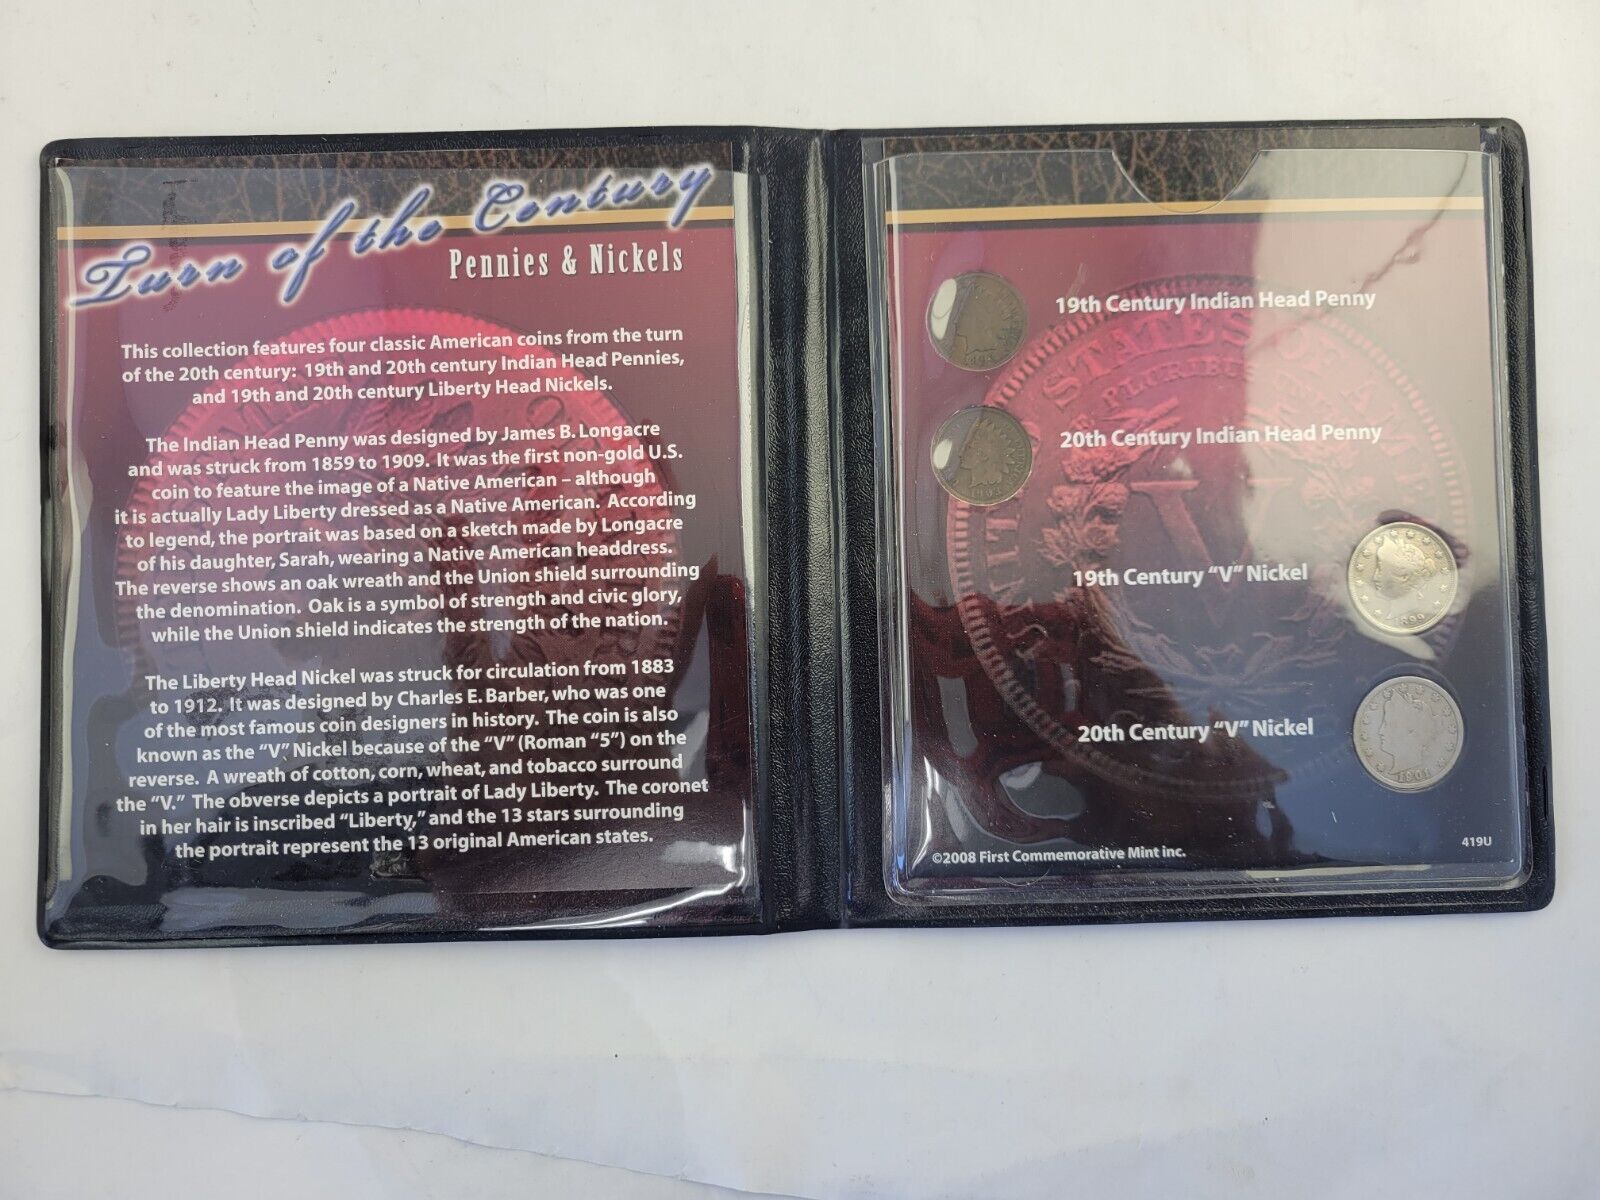 Turn of the Century
Pennies & Nickels
This collection features four classic American coins from the turn
of the 20th century: 19th and 20th century Indian Head Pennies,
and 19th and 20th century Liberty Head Nickels.
The Indian Head Penny was designed by James B. Longacre
and was struck from 1859 to 1909. It was the first non-gold U.S.
coin to feature the image of a Native American – although
it is actually Lady Liberty dressed as a Native American. According
to legend, the portrait was based on a sketch made by Longacre
of his daughter, Sarah, wearing a Native American headdress.
The reverse shows an oak wreath and the Union shield surrounding
the denomination. Oak is a symbol of strength and civic glory,
while the Union shield indicates the strength of the nation.
The Liberty Head Nickel was struck for circulation from 1883
to 1912. It was designed by Charles E. Barber, who was one
of the most famous coin designers in history. The coin is also
known as the “V” Nickel because of the “V” (Roman “5”) on the
reverse. A wreath of cotton, corn, wheat, and tobacco surround
the “V.” The obverse depicts a portrait of Lady Liberty. The coronet
in her hair is inscribed “Liberty,” and the 13 stars surrounding
the portrait represent the 13 original American states.
19th Century Indian Head Penny
20th Century Indian Head Penny
1903
19th Century “V” Nickel
1899
20th Century “V” Nickel
1901
©2008 First Commemorative Mint inc.
419U